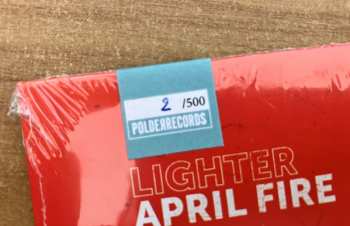 2 /500
POLDERRECORDS
LIGHTER
APRIL FIRE